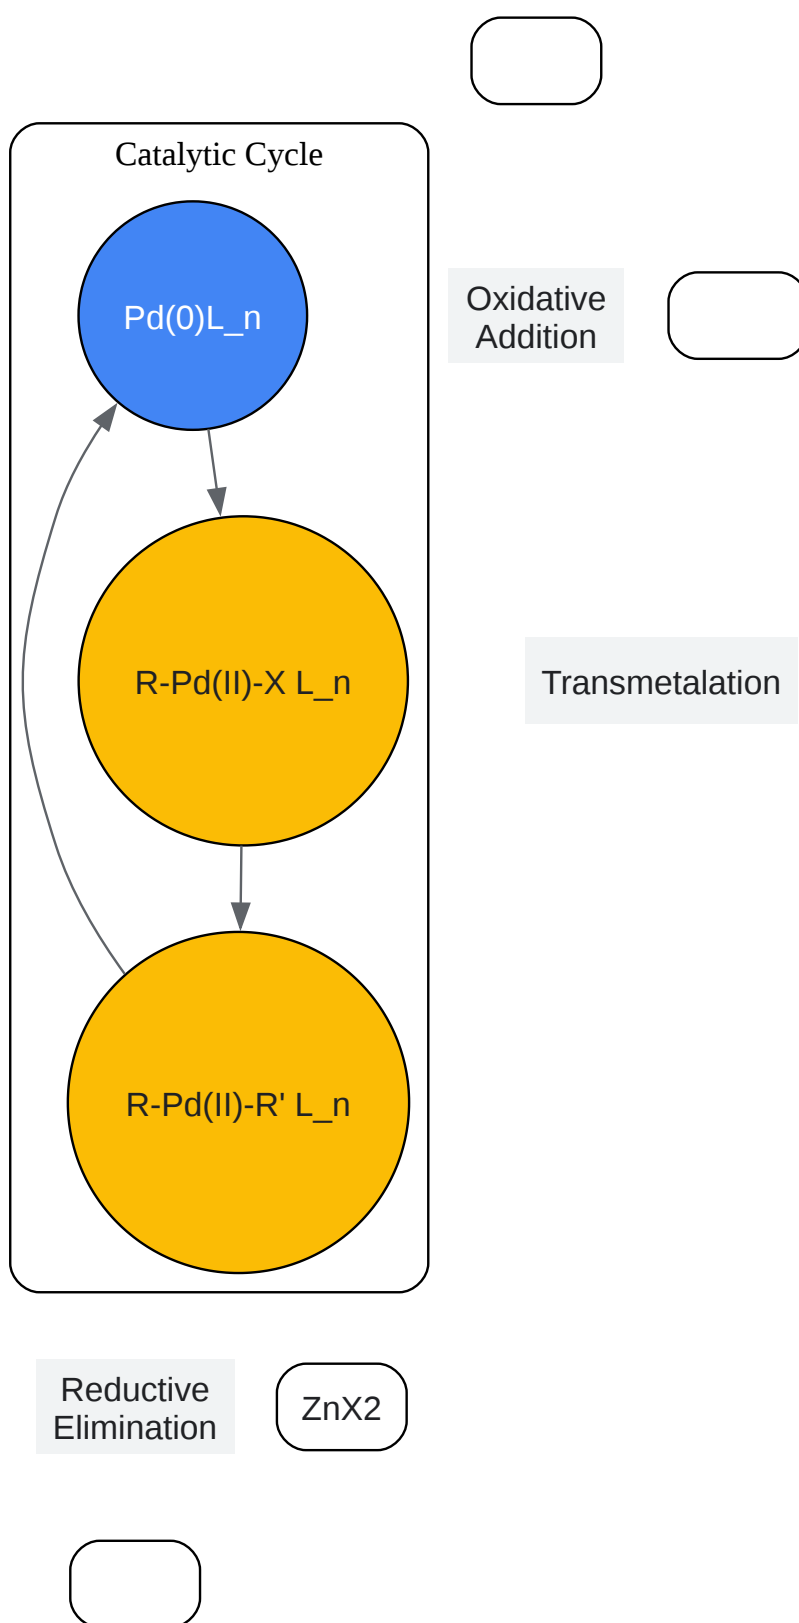 Catalytic Cycle
Pd(0)L_n
Oxidative
Addition
R-Pd(II)-X L_n
Transmetalation
R-Pd(II)-R' L_n
Reductive
Elimination
ZnX2